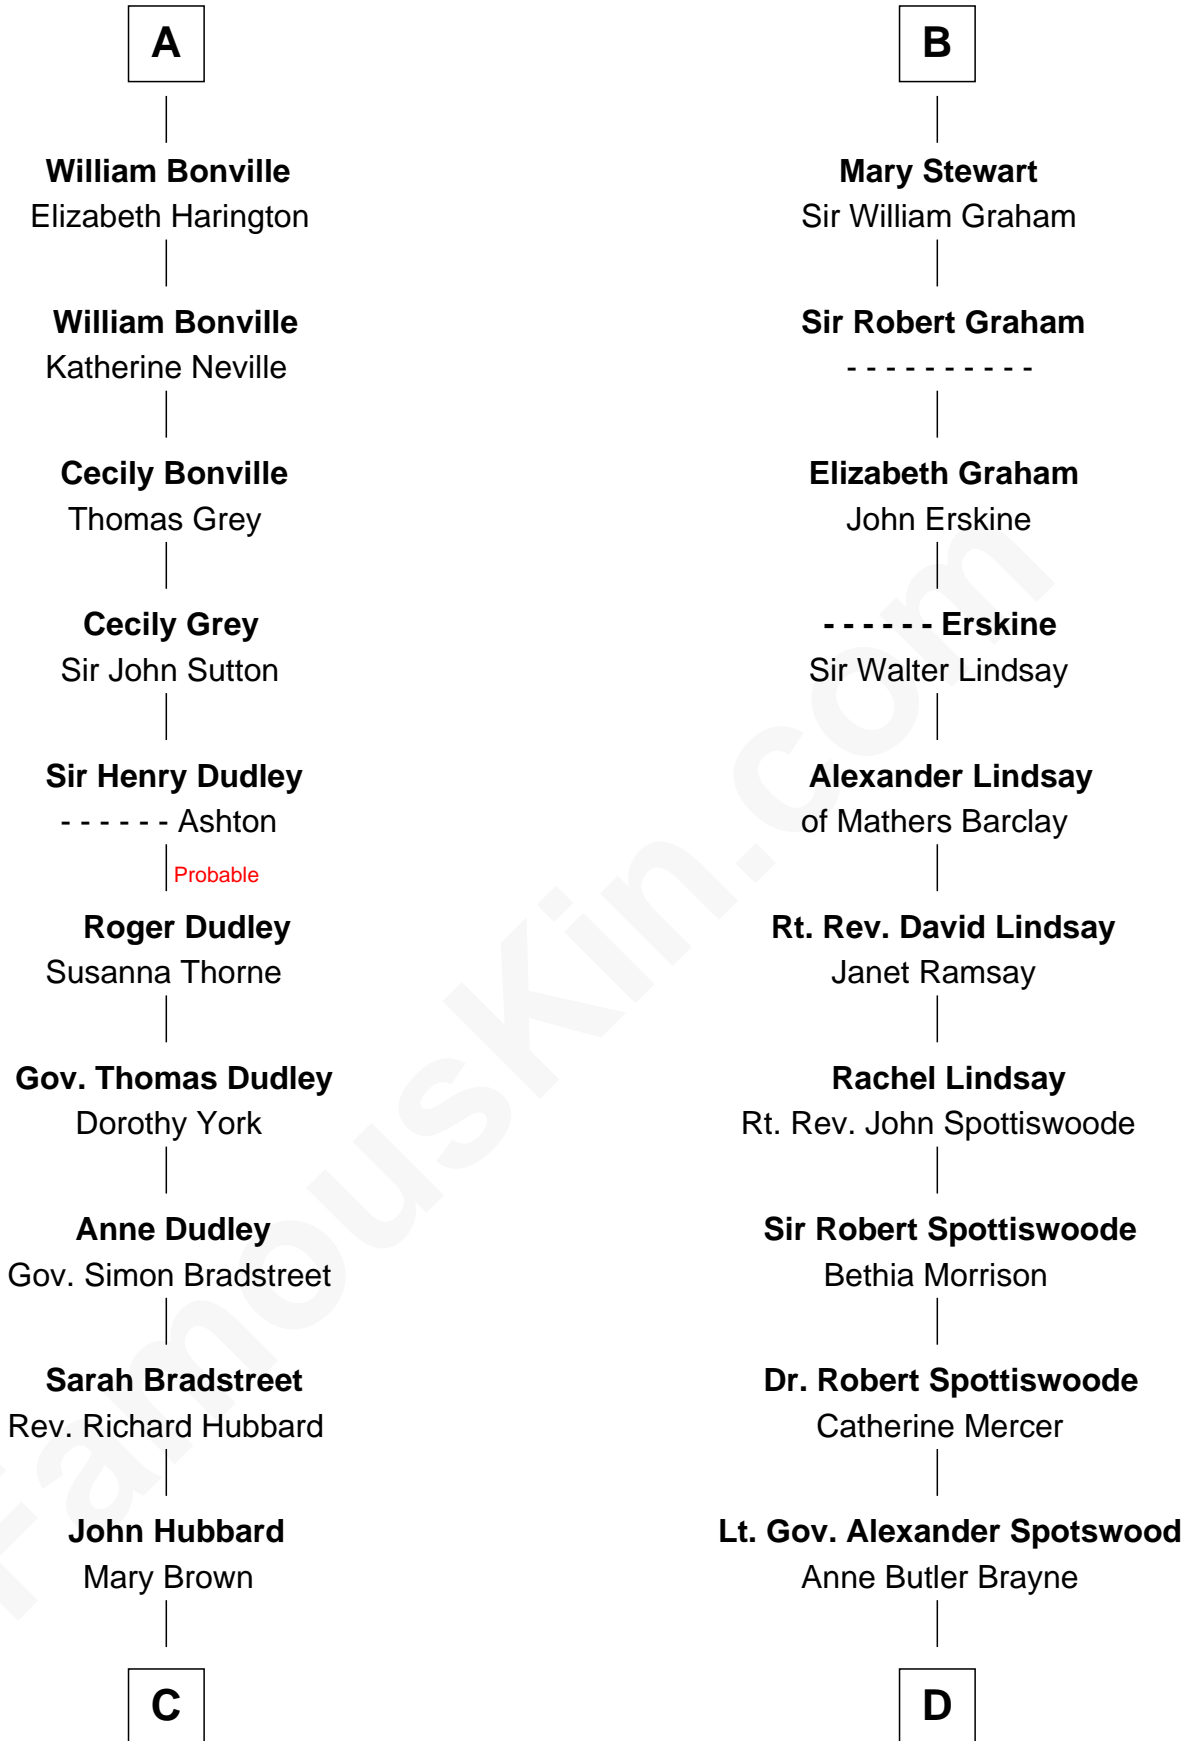 A
William Bonville
Elizabeth Harington
William Bonville
Katherine Neville
Cecily Bonville
Thomas Grey
Cecily Grey
Sir John Sutton
Sir Henry Dudley
- - - - - - Ashton
Probable
Roger Dudley
Susanna Thorne
Gov. Thomas Dudley
Dorothy York
Anne Dudley
Gov. Simon Bradstreet
Sarah Bradstreet
Rev. Richard Hubbard
John Hubbard
Mary Brown
C
B
Mary Stewart
Sir William Graham
Sir Robert Graham
- - - - - - - - - -
Elizabeth Graham
John Erskine
- - - - - - Erskine
Sir Walter Lindsay
Alexander Lindsay
of Mathers Barclay
Rt. Rev. David Lindsay
Janet Ramsay
Rachel Lindsay
Rt. Rev. John Spottiswoode
Sir Robert Spottiswoode
Bethia Morrison
Dr. Robert Spottiswoode
Catherine Mercer
Lt. Gov. Alexander Spotswood
Anne Butler Brayne
D
FamousKin.com